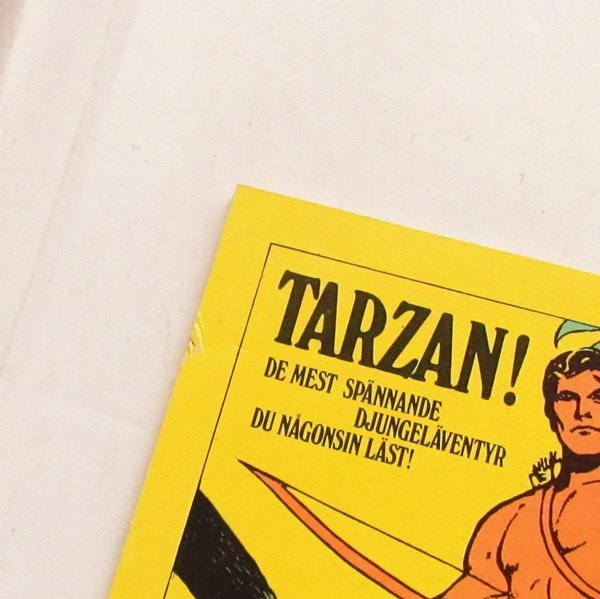 TARZAN!
DE MEST SPÄNNANDE
DJUNGELÄVENTYR
DU NÅGONSIN LÄST!